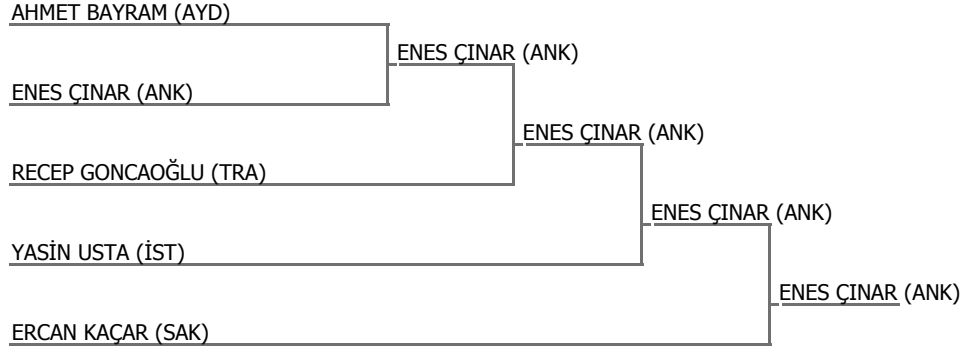 AHMET BAYRAM (AYD)
ENES ÇINAR (ANK)
ENES ÇINAR (ANK)
ENES ÇINAR (ANK)
RECEP GONCAOĞLU (TRA)
ENES ÇINAR (ANK)
YASİN USTA (İST)
ENES ÇINAR (ANK)
ERCAN KAÇAR (SAK)